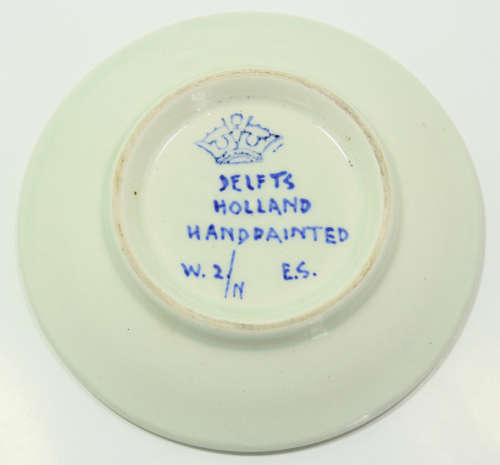 DELFTS
HOLLAND
HANDPAINTED
W. 2/N E.S.